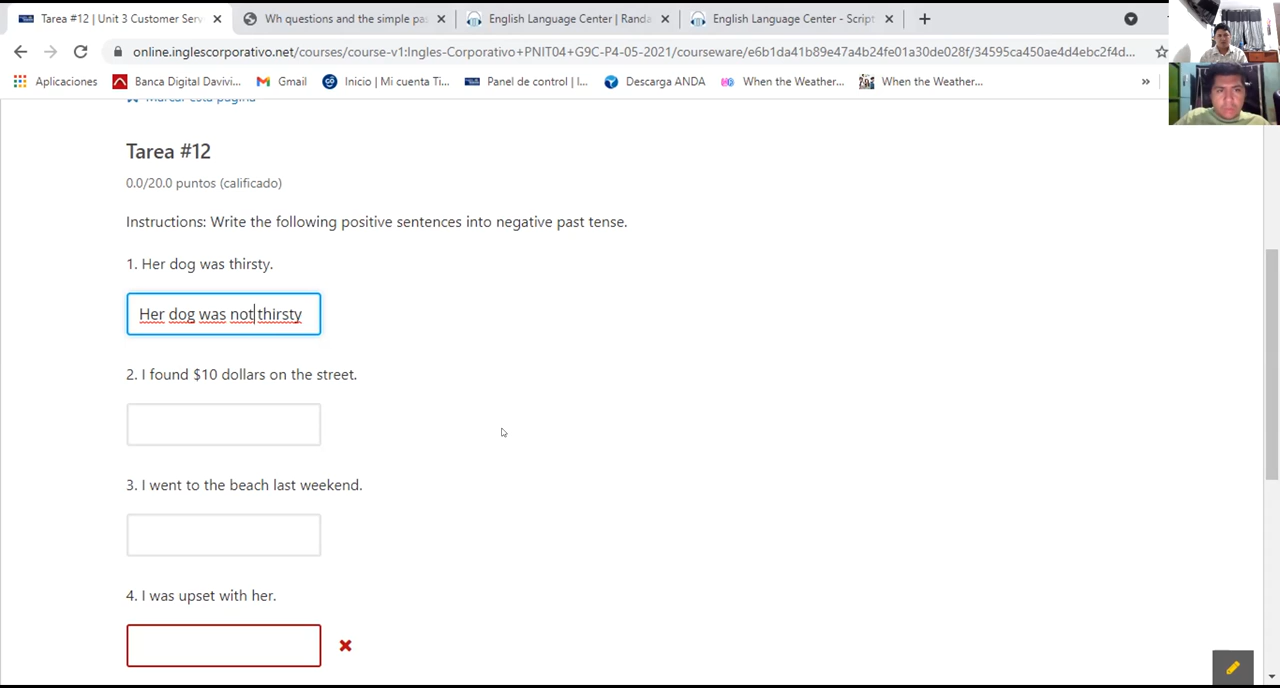 Tarea #12 | Unit 3 Customer Serv
Wh questions and the simple pas
English Language Center | Randa
English Language Center - Script
online.inglescorporativo.net/courses/course-v1:Ingles-Corporativo+PNIT04+G9C-P4-05-2021/courseware/e6b1da41b89e47a4b24fe01a30de028f/34595ca450ae4d4ebc2f4d...
Aplicaciones
Banca Digital Davivi...
Gmail
Inicio | Mi cuenta Ti...
Panel de control | I...
Descarga ANDA
When the Weather...
When the Weather...
»
Marcar esta página
Tarea #12
0.0/20.0 puntos (calificado)
Instructions: Write the following positive sentences into negative past tense.
1. Her dog was thirsty.
Her dog was not thirsty
2. I found $10 dollars on the street.
3. I went to the beach last weekend.
4. I was upset with her.